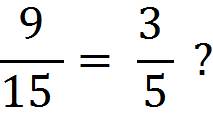 9/15 = 3/5 ?